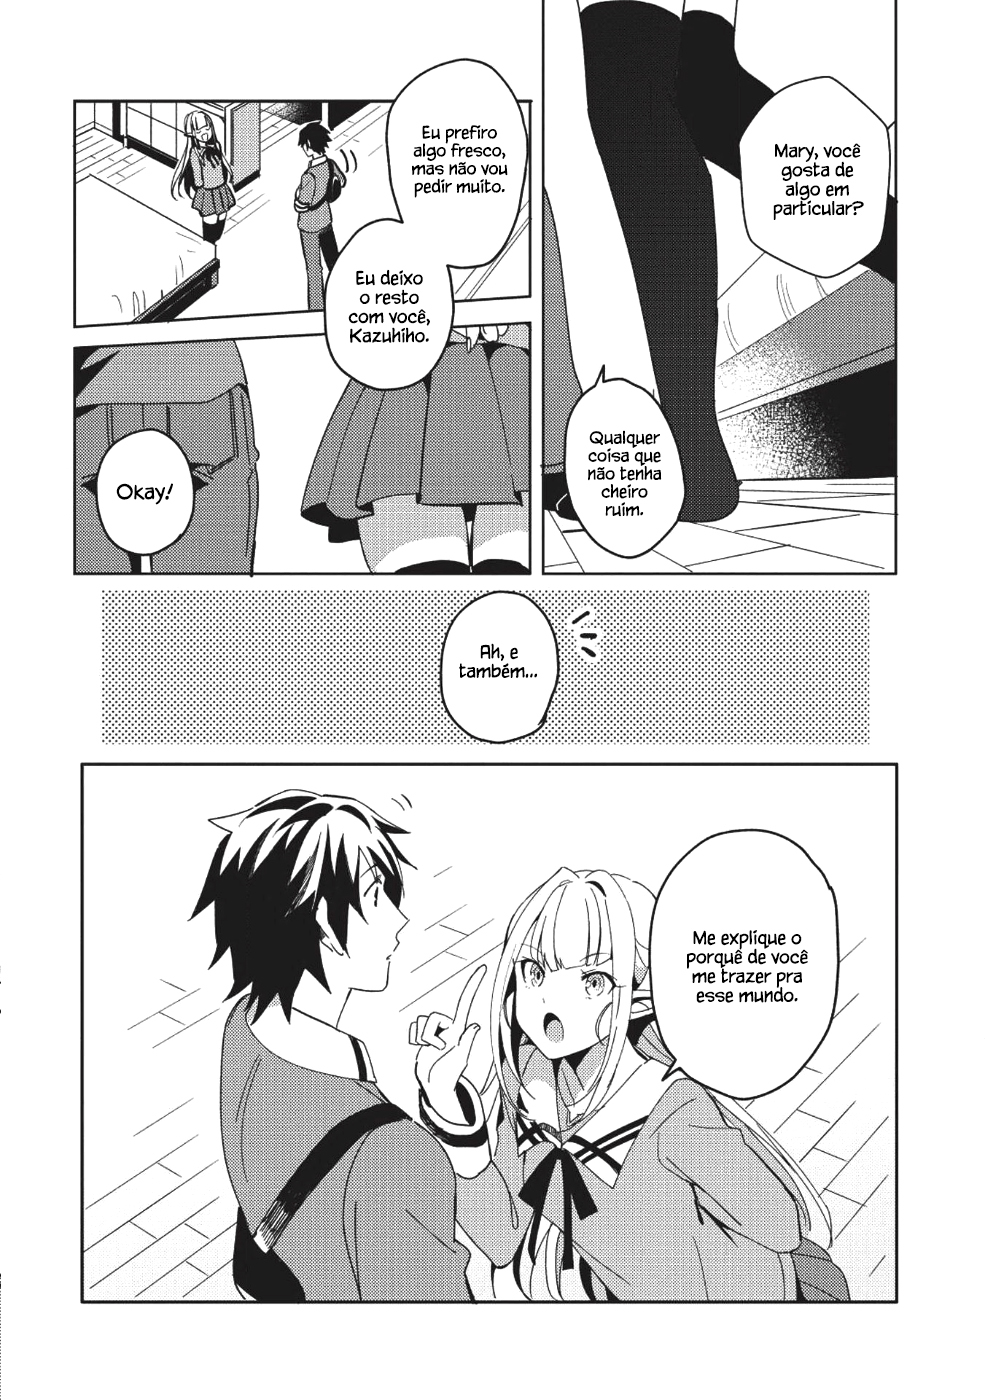 Mary, você
gosta de
algo em
particular?
Qualquer
coisa que
não tenha
cheiro
ruim.
Eu prefiro
algo fresco,
mas não vou
pedir muito.
Eu deixo
o resto
com você,
Kazuhiho.
Okay!
Ah, e
também...
Me explique o
porquê de você
me trazer pra
esse mundo.